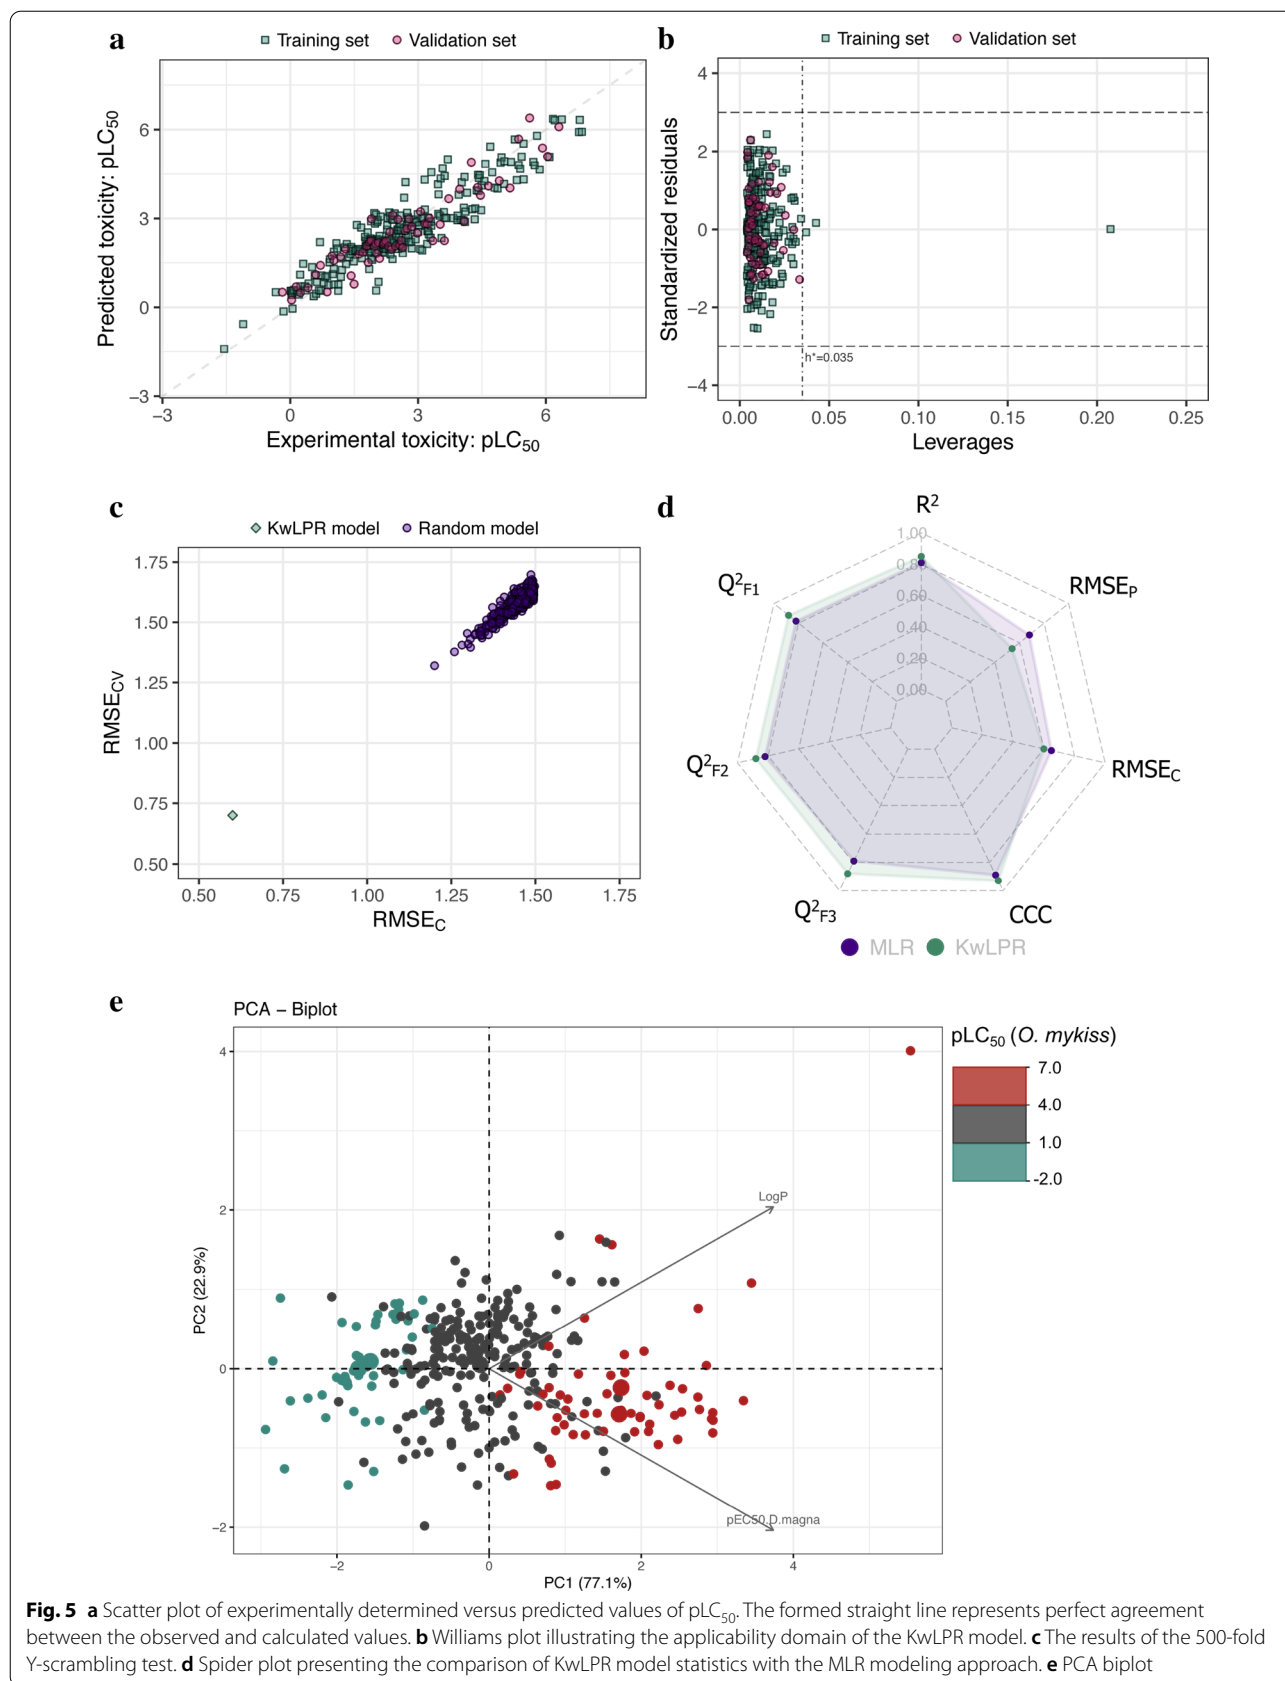 a
Training set Validation set
Predicted toxicity: pLC50
6
3
0
−3
−3 0 3 6
Experimental toxicity: pLC50
b
Training set Validation set
Standardized residuals
4
2
0
−2
−4
h*=0.035
0.00 0.05 0.10 0.15 0.20 0.25
Leverages
c
KwLPR model Random model
RMSECV
1.75
1.50
1.25
1.00
0.75
0.50
0.50 0.75 1.00 1.25 1.50 1.75
RMSEC
d
R2
1.00
0.80
0.60
0.40
0.20
0.00
Q2F1
RMSEP
Q2F2
RMSEC
Q2F3
CCC
MLR KwLPR
e
PCA − Biplot
PC2 (22.9%)
4
2
0
−2
LogP
pEC50.D.magna
−2 0 2 4
PC1 (77.1%)
pLC50 (O. mykiss)
7.0
4.0
1.0
-2.0
Fig. 5 a Scatter plot of experimentally determined versus predicted values of pLC50. The formed straight line represents perfect agreement
between the observed and calculated values. b Williams plot illustrating the applicability domain of the KwLPR model. c The results of the 500-fold
Y-scrambling test. d Spider plot presenting the comparison of KwLPR model statistics with the MLR modeling approach. e PCA biplot